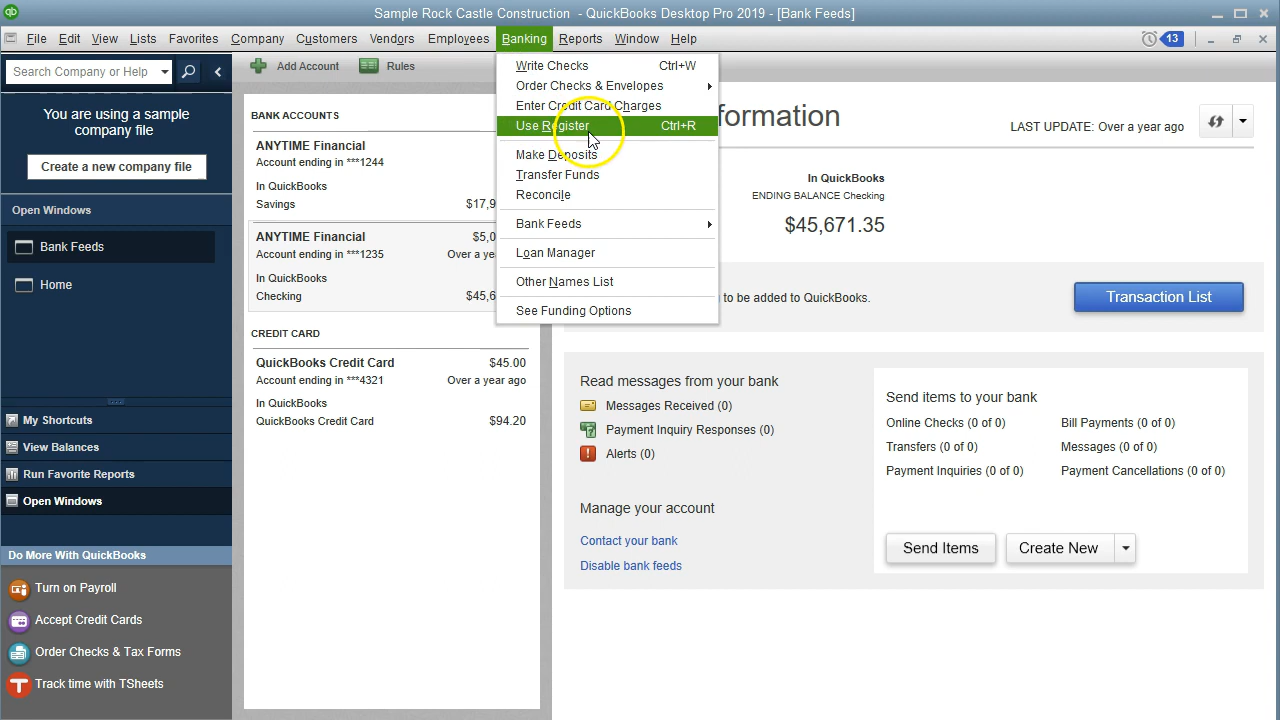 Sample Rock Castle Construction - QuickBooks Desktop Pro 2019 - [Bank Feeds]
File Edit View Lists Favorites Company Customers Vendors Employees Banking Reports Window Help
13
Search Company or Help
Add Account
Rules
You are using a sample
company file
Create a new company file
Open Windows
Bank Feeds
Home
My Shortcuts
View Balances
Run Favorite Reports
Open Windows
Do More With QuickBooks
Turn on Payroll
Accept Credit Cards
Order Checks & Tax Forms
Track time with TSheets
BANK ACCOUNTS
ANYTIME Financial
Account ending in ***1244
In QuickBooks
Savings $17,9
ANYTIME Financial $5,0
Account ending in ***1235 Over a ye
In QuickBooks
Checking $45,6
CREDIT CARD
QuickBooks Credit Card $45.00
Account ending in ***4321 Over a year ago
In QuickBooks
QuickBooks Credit Card $94.20
Write Checks Ctrl+W
Order Checks & Envelopes
Enter Credit Card Charges
Use Register Ctrl+R
Make Deposits
Transfer Funds
Reconcile
Bank Feeds
Loan Manager
Other Names List
See Funding Options
formation
LAST UPDATE: Over a year ago
In QuickBooks
ENDING BALANCE Checking
$45,671.35
to be added to QuickBooks.
Transaction List
Read messages from your bank
Messages Received (0)
Payment Inquiry Responses (0)
Alerts (0)
Manage your account
Contact your bank
Disable bank feeds
Send items to your bank
Online Checks (0 of 0) Bill Payments (0 of 0)
Transfers (0 of 0) Messages (0 of 0)
Payment Inquiries (0 of 0) Payment Cancellations (0 of 0)
Send Items
Create New